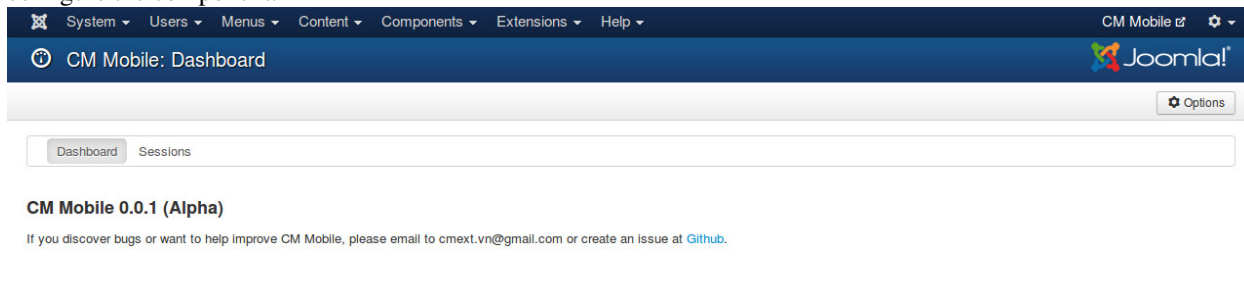 System Users Menus Content Components Extensions Help CM Mobile
CM Mobile: Dashboard Joomla!
Options
Dashboard Sessions
CM Mobile 0.0.1 (Alpha)
If you discover bugs or want to help improve CM Mobile, please email to cmext.vn@gmail.com or create an issue at Github.